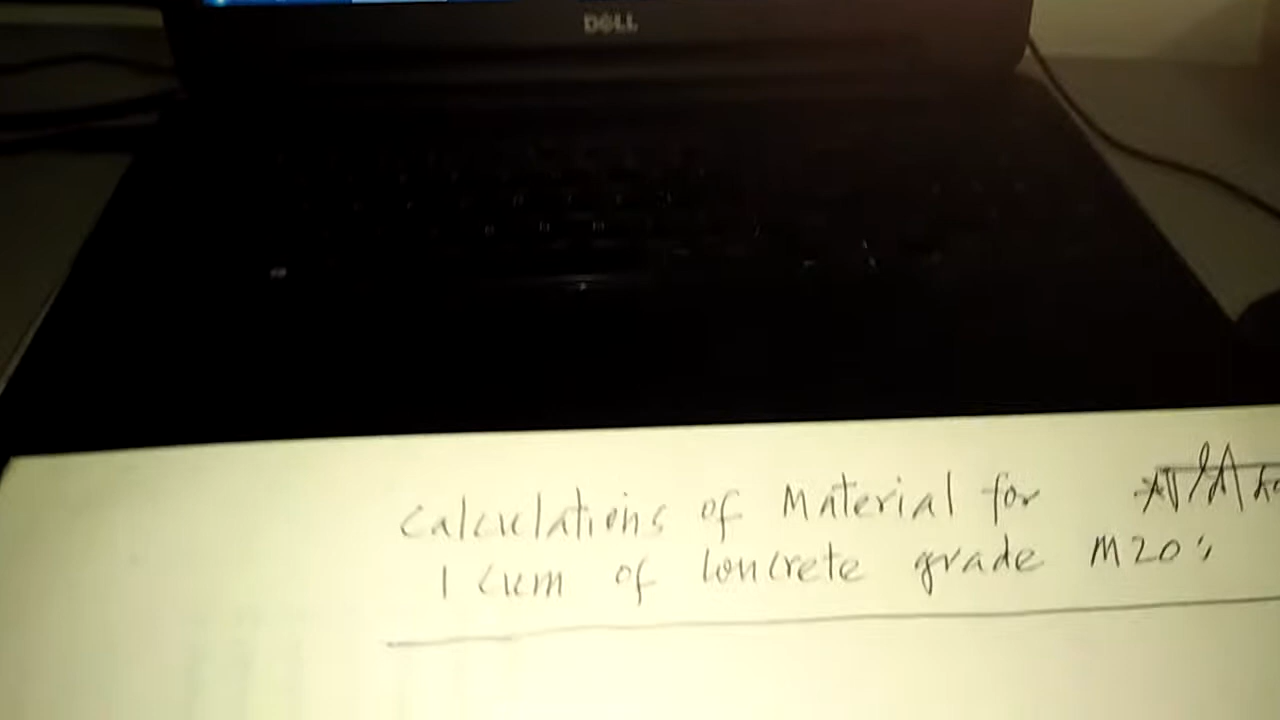 DELL
Calculations of Material for
1 cum of Concrete grade M20: